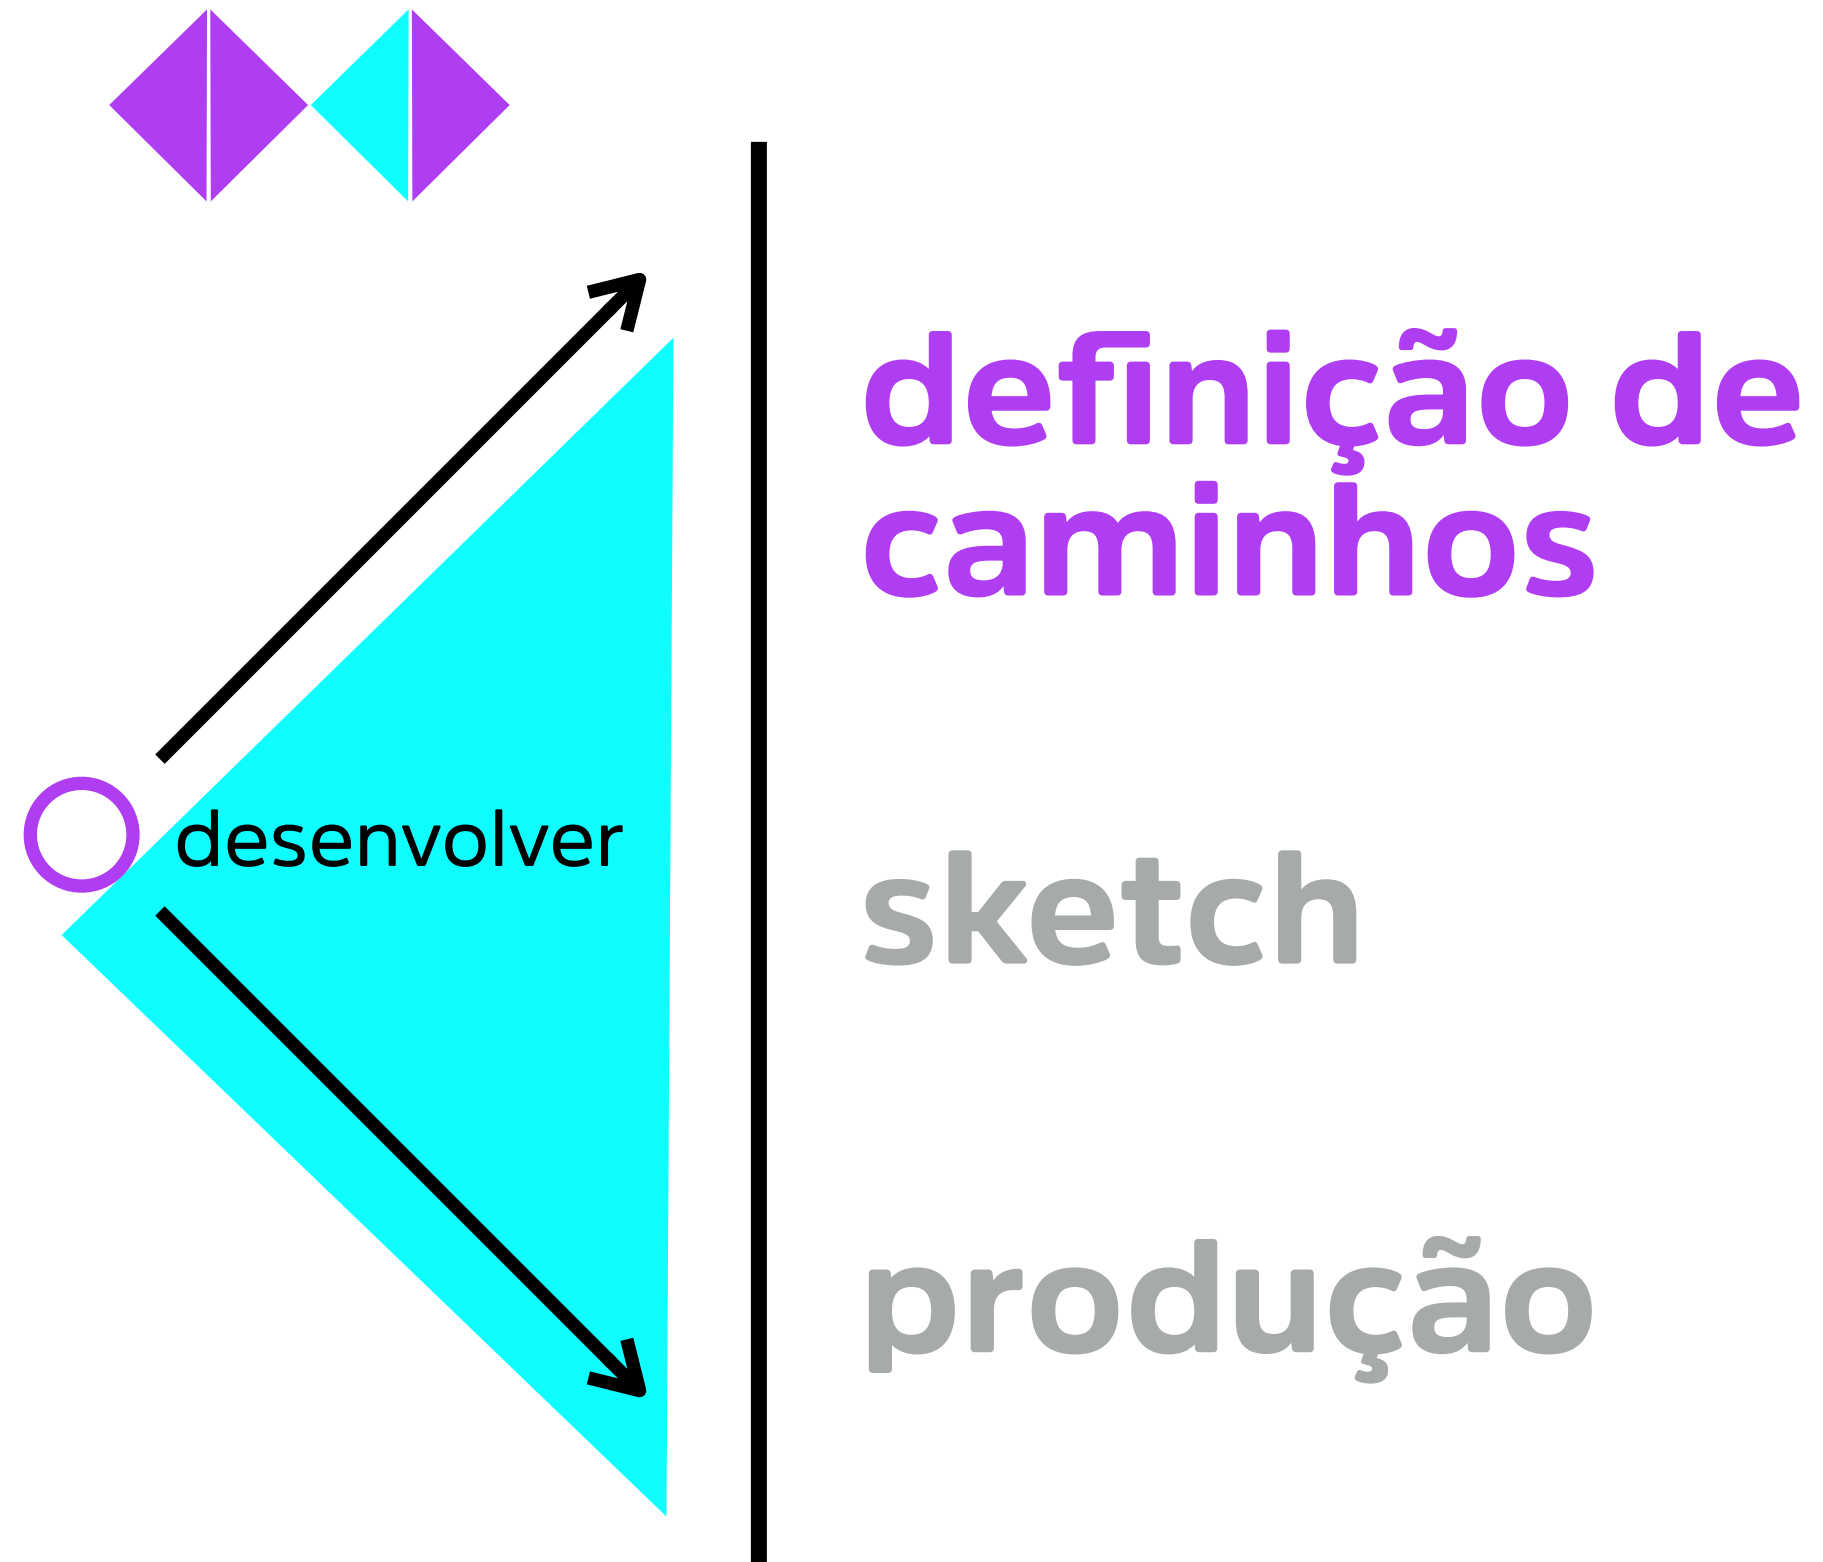 desenvolver
definição de
caminhos
sketch
produção